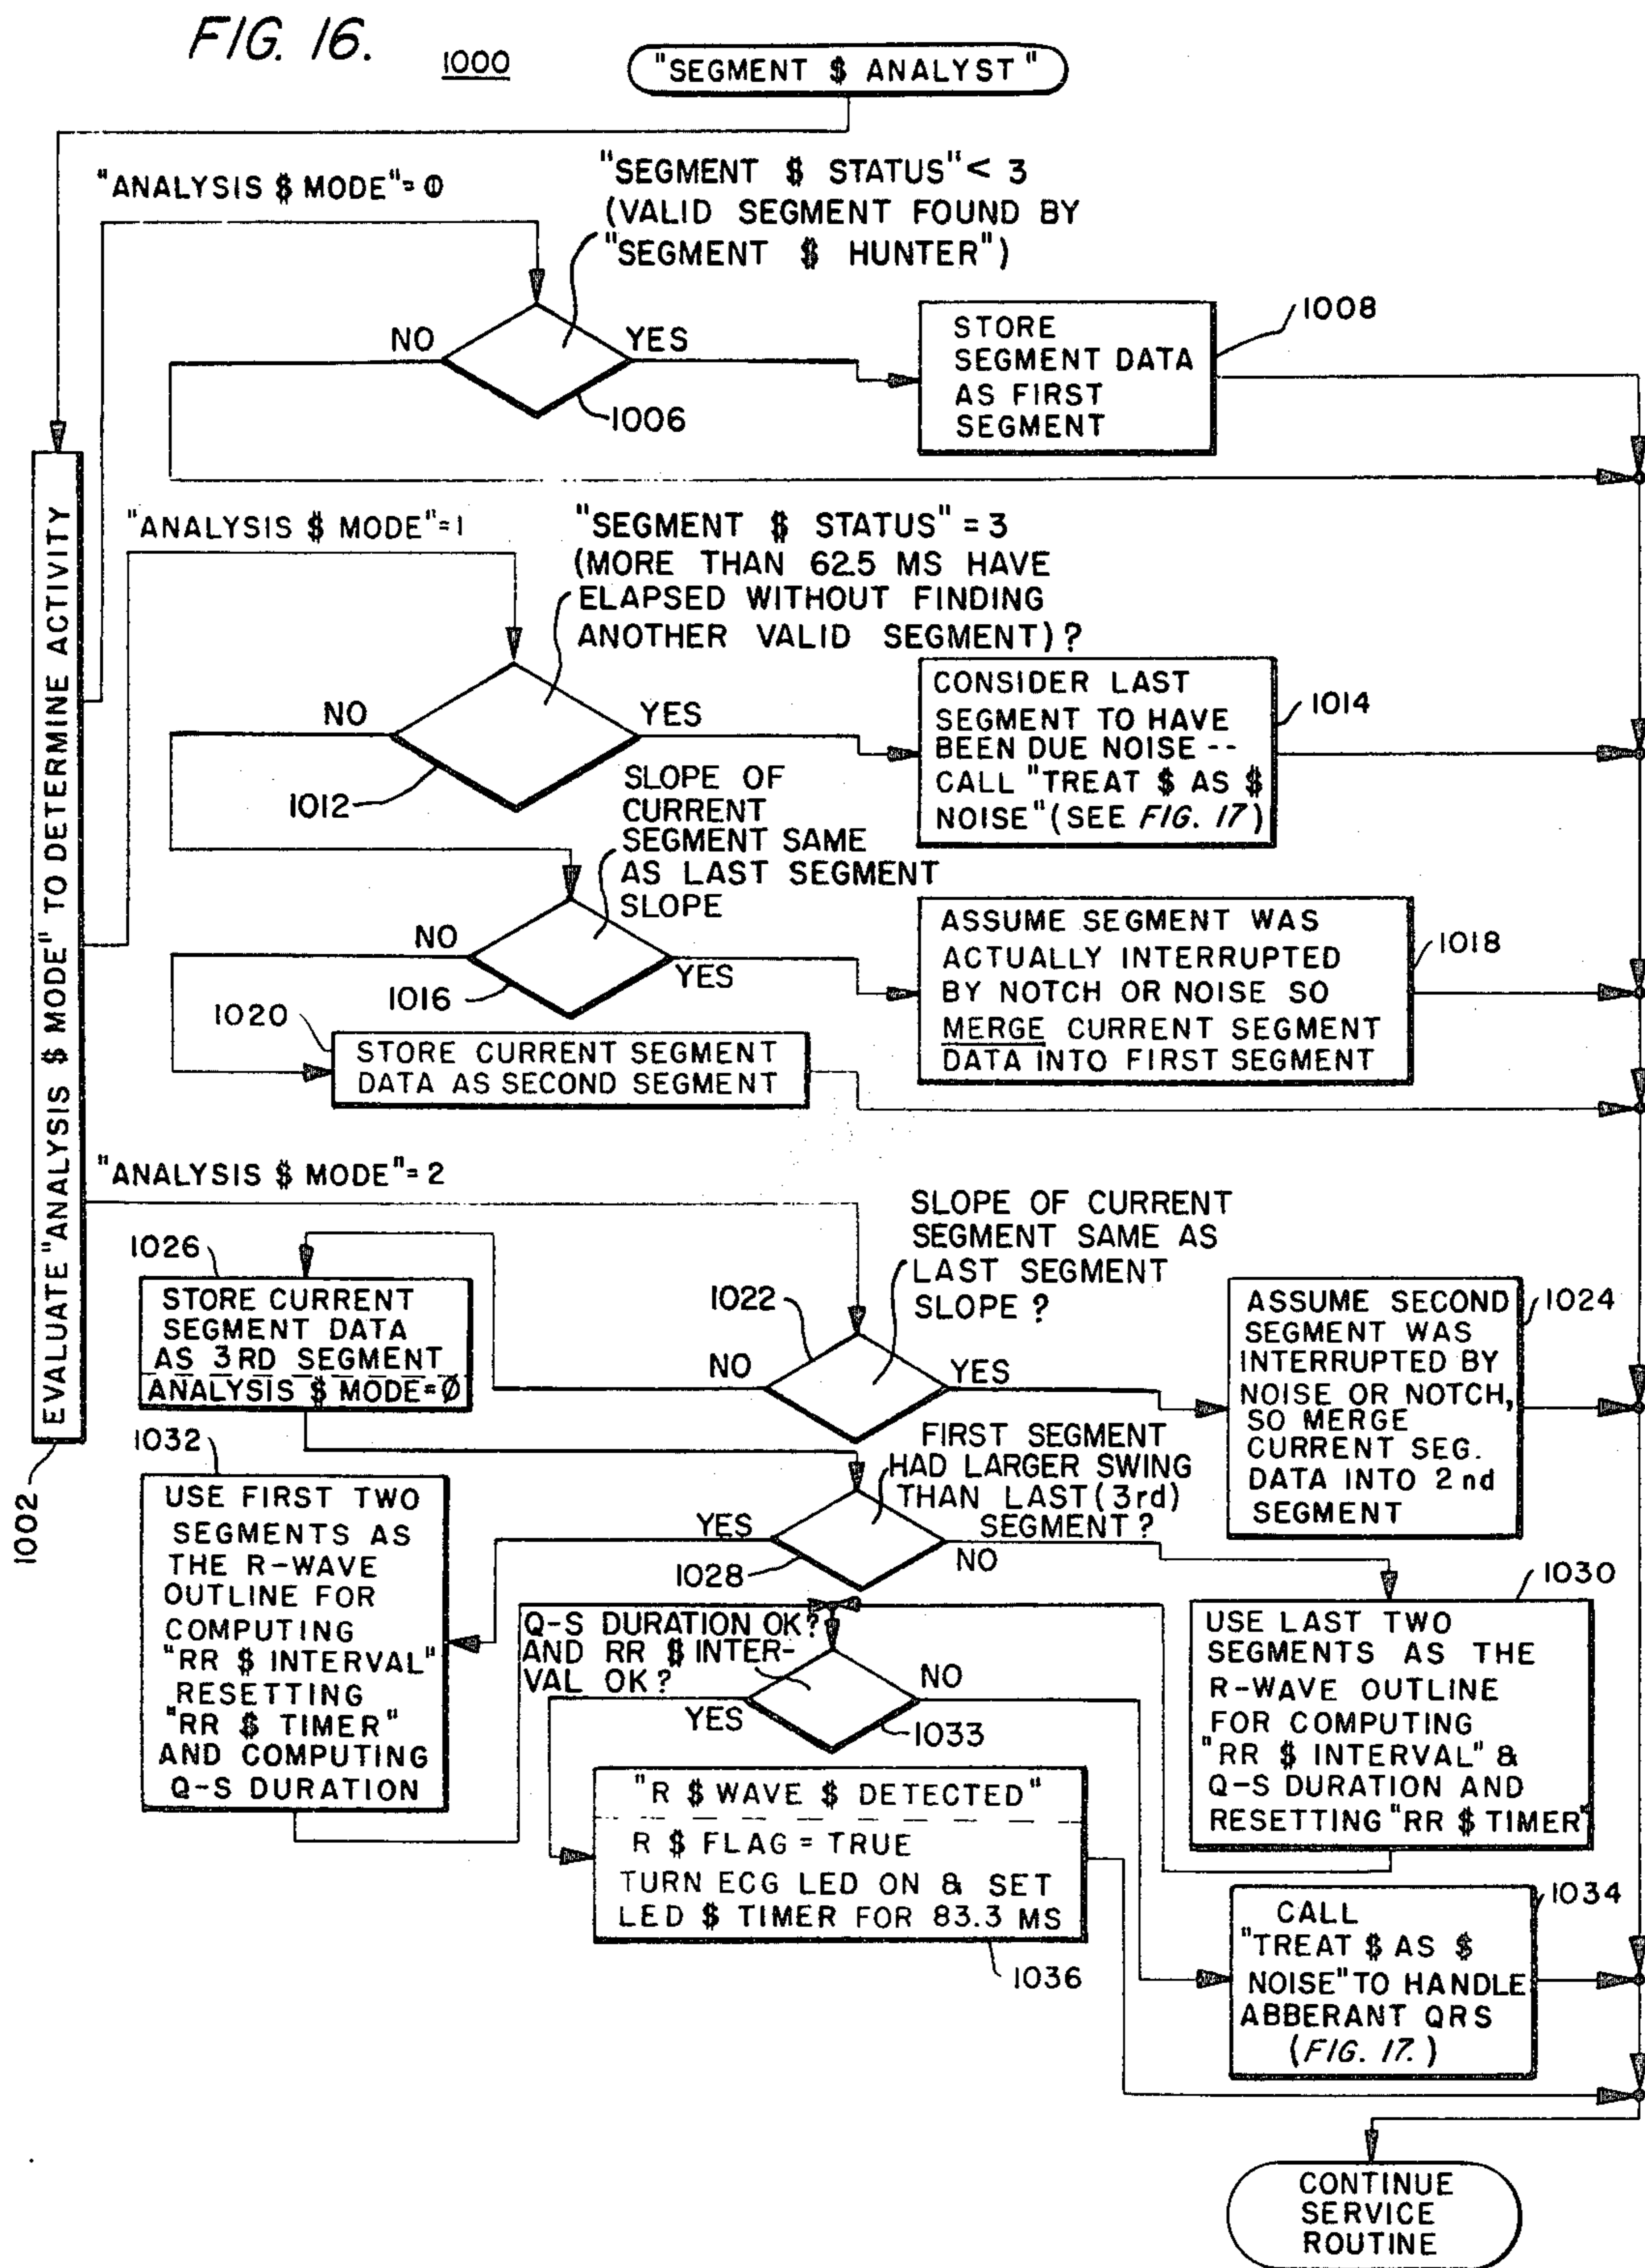 FIG. 16.
1000
"SEGMENT $ ANALYST"
"ANALYSIS $ MODE"= 0
"SEGMENT $ STATUS"< 3
(VALID SEGMENT FOUND BY
"SEGMENT $ HUNTER")
NO
YES
1006
STORE
SEGMENT DATA
AS FIRST
SEGMENT
1008
EVALUATE "ANALYSIS $ MODE" TO DETERMINE ACTIVITY
1002
"ANALYSIS $ MODE"=1
"SEGMENT $ STATUS" = 3
(MORE THAN 62.5 MS HAVE
ELAPSED WITHOUT FINDING
ANOTHER VALID SEGMENT)?
NO
YES
1012
CONSIDER LAST
SEGMENT TO HAVE
BEEN DUE NOISE --
CALL "TREAT $ AS $
NOISE"(SEE FIG. 17)
1014
SLOPE OF
CURRENT
SEGMENT SAME
AS LAST SEGMENT
SLOPE
NO
YES
1016
ASSUME SEGMENT WAS
ACTUALLY INTERRUPTED
BY NOTCH OR NOISE SO
MERGE CURRENT SEGMENT
DATA INTO FIRST SEGMENT
1018
1020
STORE CURRENT SEGMENT
DATA AS SECOND SEGMENT
"ANALYSIS $ MODE"= 2
SLOPE OF CURRENT
SEGMENT SAME AS
LAST SEGMENT
SLOPE ?
1022
NO
YES
1026
STORE CURRENT
SEGMENT DATA
AS 3RD SEGMENT
ANALYSIS $ MODE=Ø
ASSUME SECOND
SEGMENT WAS
INTERRUPTED BY
NOISE OR NOTCH,
SO MERGE
CURRENT SEG.
DATA INTO 2nd
SEGMENT
1024
FIRST SEGMENT
HAD LARGER SWING
THAN LAST(3rd)
SEGMENT ?
YES
NO
1028
1032
USE FIRST TWO
SEGMENTS AS
THE R-WAVE
OUTLINE FOR
COMPUTING
"RR $ INTERVAL"
RESETTING
"RR $ TIMER"
AND COMPUTING
Q-S DURATION
1030
USE LAST TWO
SEGMENTS AS THE
R-WAVE OUTLINE
FOR COMPUTING
"RR $ INTERVAL" &
Q-S DURATION AND
RESETTING "RR $ TIMER"
Q-S DURATION OK?
AND RR $ INTER-
VAL OK?
NO
YES
1033
"R $ WAVE $ DETECTED"
R $ FLAG = TRUE
TURN ECG LED ON & SET
LED $ TIMER FOR 83.3 MS
1036
CALL
"TREAT $ AS $
NOISE" TO HANDLE
ABBERANT QRS
(FIG. 17.)
1034
CONTINUE
SERVICE
ROUTINE